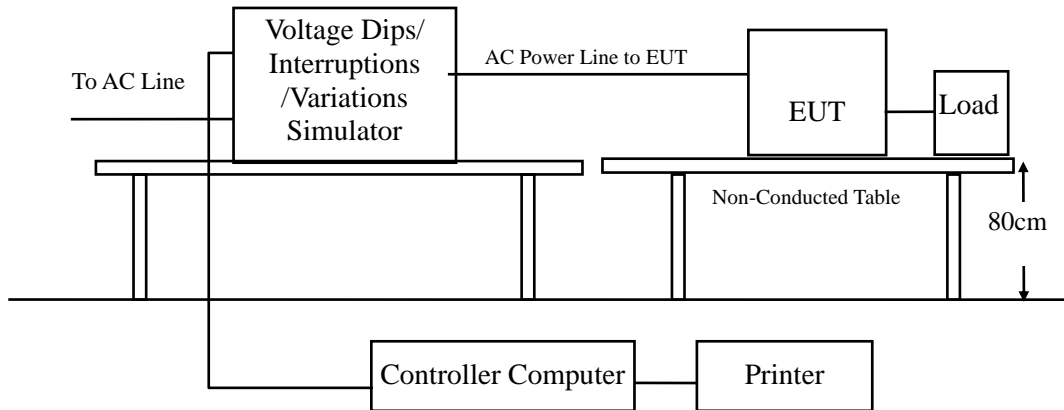 Voltage Dips/
Interruptions
/Variations
Simulator
To AC Line
AC Power Line to EUT
EUT
Load
Non-Conducted Table
80cm
Controller Computer
Printer